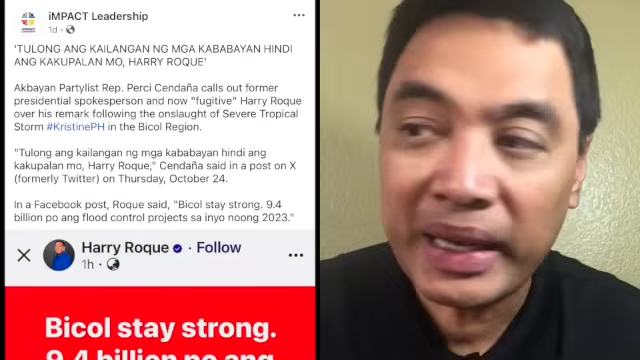 iMPACT Leadership
1d ·
'TULONG ANG KAILANGAN NG MGA KABABAYAN HINDI
ANG KAKUPALAN MO, HARRY ROQUE'
Akbayan Partylist Rep. Perci Cendaña calls out former
presidential spokesperson and now "fugitive" Harry Roque
over his remark following the onslaught of Severe Tropical
Storm #KristinePH in the Bicol Region.
"Tulong ang kailangan ng mga kababayan hindi ang
kakupalan mo, Harry Roque," Cendaña said in a post on X
(formerly Twitter) on Thursday, October 24.
In a Facebook post, Roque said, "Bicol stay strong. 9.4
billion po ang flood control projects sa inyo noong 2023."
Harry Roque · Follow
1h ·
Bicol stay strong.
9.4 billion po ang